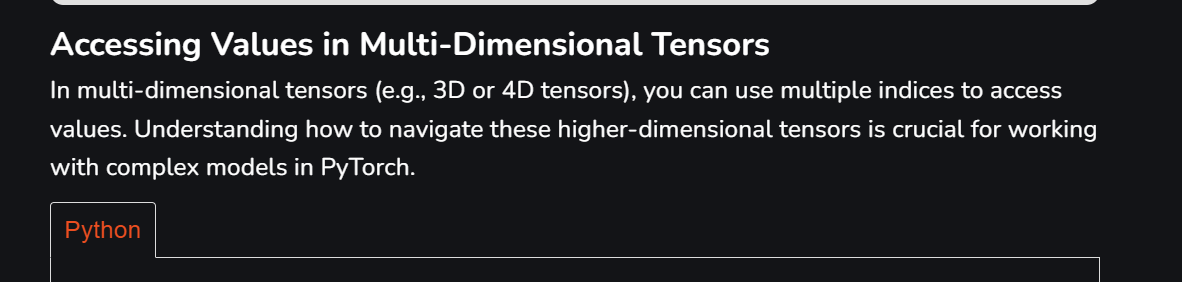 Accessing Values in Multi-Dimensional Tensors
In multi-dimensional tensors (e.g., 3D or 4D tensors), you can use multiple indices to access
values. Understanding how to navigate these higher-dimensional tensors is crucial for working
with complex models in PyTorch.
Python